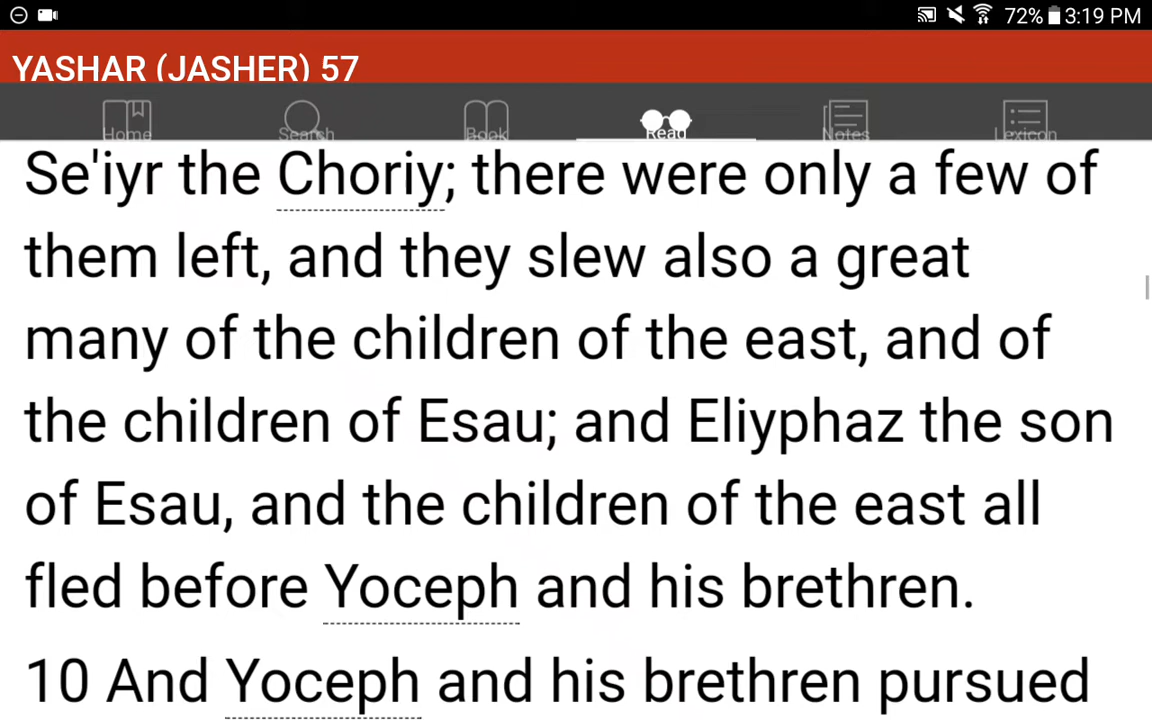 72% 3:19 PM
YASHAR (JASHER) 57
Home Search Book Read Notes Lexicon
Se'iyr the Choriy; there were only a few of
them left, and they slew also a great
many of the children of the east, and of
the children of Esau; and Eliyphaz the son
of Esau, and the children of the east all
fled before Yoceph and his brethren.
10 And Yoceph and his brethren pursued